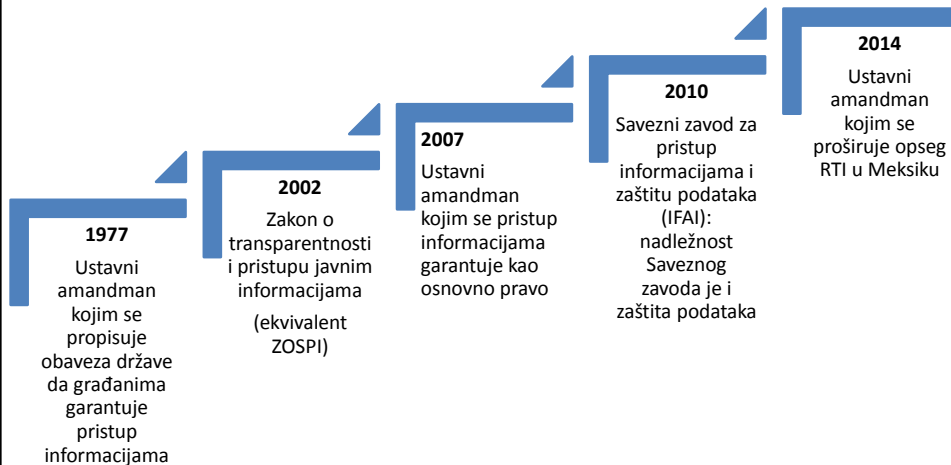 1977
Ustavni
amandman
kojim se
propisuje
obaveza države
da građanima
garantuje
pristup
informacijama
2002
Zakon o
transparentnosti
i pristupu javnim
informacijama
(ekvivalent
ZOSPI)
2007
Ustavni
amandman
kojim se pristup
informacijama
garantuje kao
osnovno pravo
2010
Savezni zavod za
pristup
informacijama i
zaštitu podataka
(IFAI):
nadležnost
Saveznog
zavoda je i
zaštita podataka
2014
Ustavni
amandman
kojim se
proširuje opseg
RTI u Meksiku